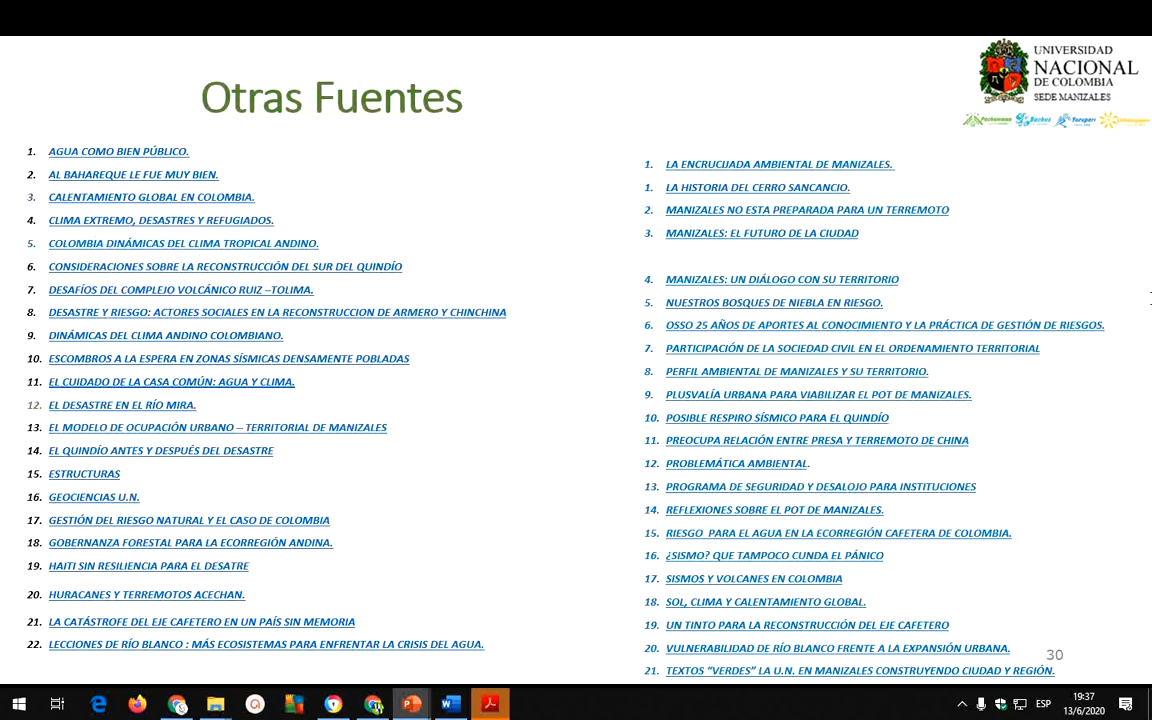 UNIVERSIDAD
NACIONAL
DE COLOMBIA
SEDE MANIZALES
Otras Fuentes
1. AGUA COMO BIEN PÚBLICO.
2. AL BAHAREQUE LE FUE MUY BIEN.
3. CALENTAMIENTO GLOBAL EN COLOMBIA.
4. CLIMA EXTREMO, DESASTRES Y REFUGIADOS.
5. COLOMBIA DINÁMICAS DEL CLIMA TROPICAL ANDINO.
6. CONSIDERACIONES SOBRE LA RECONSTRUCCIÓN DEL SUR DEL QUINDÍO
7. DESAFÍOS DEL COMPLEJO VOLCÁNICO RUIZ –TOLIMA.
8. DESASTRE Y RIESGO: ACTORES SOCIALES EN LA RECONSTRUCCION DE ARMERO Y CHINCHINA
9. DINÁMICAS DEL CLIMA ANDINO COLOMBIANO.
10. ESCOMBROS A LA ESPERA EN ZONAS SÍSMICAS DENSAMENTE POBLADAS
11. EL CUIDADO DE LA CASA COMÚN: AGUA Y CLIMA.
12. EL DESASTRE EN EL RÍO MIRA.
13. EL MODELO DE OCUPACIÓN URBANO – TERRITORIAL DE MANIZALES
14. EL QUINDÍO ANTES Y DESPUÉS DEL DESASTRE
15. ESTRUCTURAS
16. GEOCIENCIAS U.N.
17. GESTIÓN DEL RIESGO NATURAL Y EL CASO DE COLOMBIA
18. GOBERNANZA FORESTAL PARA LA ECORREGIÓN ANDINA.
19. HAITI SIN RESILIENCIA PARA EL DESATRE
20. HURACANES Y TERREMOTOS ACECHAN.
21. LA CATÁSTROFE DEL EJE CAFETERO EN UN PAÍS SIN MEMORIA
22. LECCIONES DE RÍO BLANCO : MÁS ECOSISTEMAS PARA ENFRENTAR LA CRISIS DEL AGUA.
1. LA ENCRUCIJADA AMBIENTAL DE MANIZALES.
1. LA HISTORIA DEL CERRO SANCANCIO.
2. MANIZALES NO ESTA PREPARADA PARA UN TERREMOTO
3. MANIZALES: EL FUTURO DE LA CIUDAD
4. MANIZALES: UN DIÁLOGO CON SU TERRITORIO
5. NUESTROS BOSQUES DE NIEBLA EN RIESGO.
6. OSSO 25 AÑOS DE APORTES AL CONOCIMIENTO Y LA PRÁCTICA DE GESTIÓN DE RIESGOS.
7. PARTICIPACIÓN DE LA SOCIEDAD CIVIL EN EL ORDENAMIENTO TERRITORIAL
8. PERFIL AMBIENTAL DE MANIZALES Y SU TERRITORIO.
9. PLUSVALÍA URBANA PARA VIABILIZAR EL POT DE MANIZALES.
10. POSIBLE RESPIRO SÍSMICO PARA EL QUINDÍO
11. PREOCUPA RELACIÓN ENTRE PRESA Y TERREMOTO DE CHINA
12. PROBLEMÁTICA AMBIENTAL.
13. PROGRAMA DE SEGURIDAD Y DESALOJO PARA INSTITUCIONES
14. REFLEXIONES SOBRE EL POT DE MANIZALES.
15. RIESGO PARA EL AGUA EN LA ECORREGIÓN CAFETERA DE COLOMBIA.
16. ¿SISMO? QUE TAMPOCO CUNDA EL PÁNICO
17. SISMOS Y VOLCANES EN COLOMBIA
18. SOL, CLIMA Y CALENTAMIENTO GLOBAL.
19. UN TINTO PARA LA RECONSTRUCCIÓN DEL EJE CAFETERO
20. VULNERABILIDAD DE RÍO BLANCO FRENTE A LA EXPANSIÓN URBANA.
21. TEXTOS “VERDES” LA U.N. EN MANIZALES CONSTRUYENDO CIUDAD Y REGIÓN.
30
ESP
19:37
13/6/2020